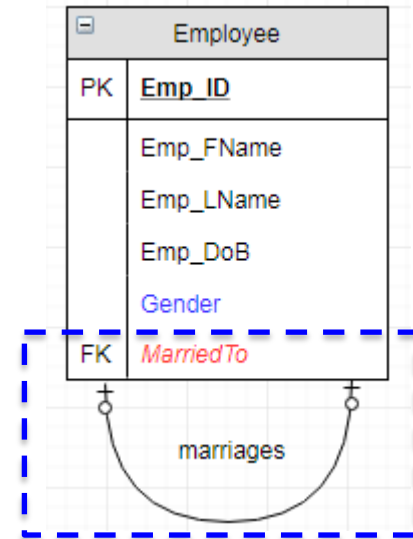 Employee
PK Emp_ID
Emp_FName
Emp_LName
Emp_DoB
Gender
FK MarriedTo
marriages